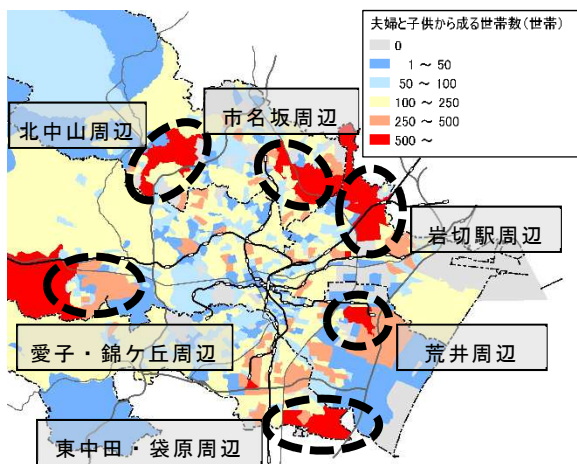 夫婦と子供から成る世帯数(世帯)
0
1 ～ 50
50 ～ 100
100 ～ 250
250 ～ 500
500 ～
北中山周辺
市名坂周辺
岩切駅周辺
愛子・錦ケ丘周辺
荒井周辺
東中田・袋原周辺